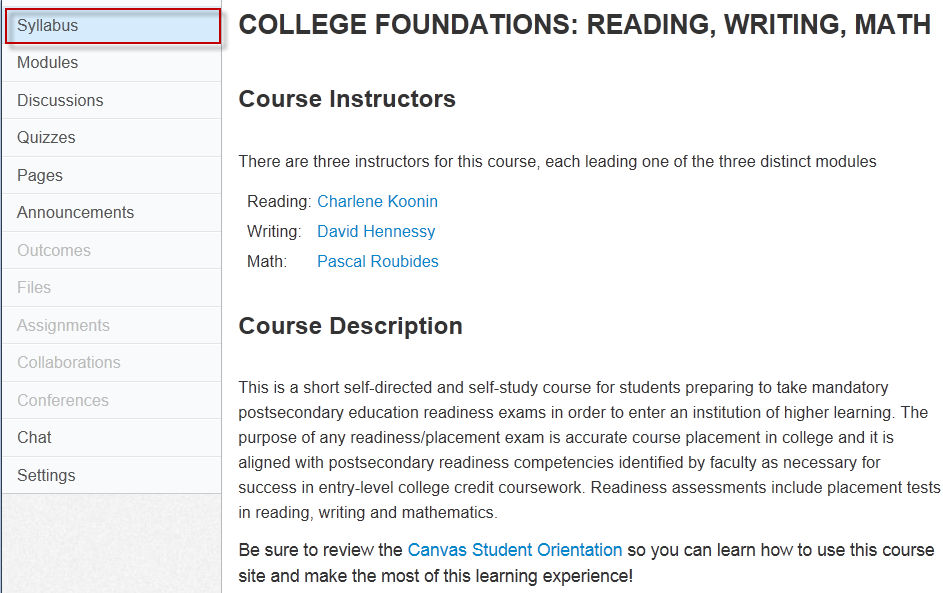 Syllabus
Modules
Discussions
Quizzes
Pages
Announcements
Outcomes
Files
Assignments
Collaborations
Conferences
Chat
Settings
COLLEGE FOUNDATIONS: READING, WRITING, MATH
Course Instructors
There are three instructors for this course, each leading one of the three distinct modules
Reading: Charlene Koonin
Writing: David Hennessy
Math: Pascal Roubides
Course Description
This is a short self-directed and self-study course for students preparing to take mandatory
postsecondary education readiness exams in order to enter an institution of higher learning. The
purpose of any readiness/placement exam is accurate course placement in college and it is
aligned with postsecondary readiness competencies identified by faculty as necessary for
success in entry-level college credit coursework. Readiness assessments include placement tests
in reading, writing and mathematics.
Be sure to review the Canvas Student Orientation so you can learn how to use this course
site and make the most of this learning experience!